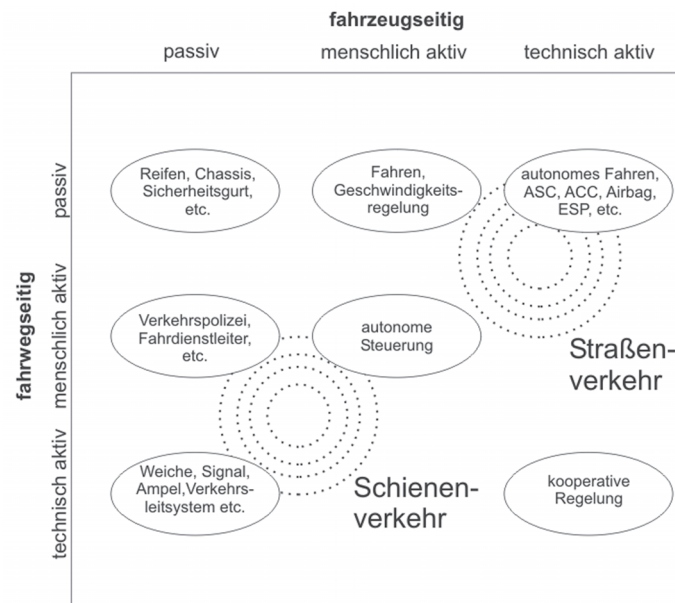 fahrzeugseitig
passiv
menschlich aktiv
technisch aktiv
fahrwegseitig
passiv
menschlich aktiv
technisch aktiv
Reifen, Chassis,
Sicherheitsgurt,
etc.
Fahren,
Geschwindigkeits-
regelung
autonomes Fahren,
ASC, ACC, Airbag,
ESP, etc.
Verkehrspolizei,
Fahrdienstleiter,
etc.
autonome
Steuerung
Straßen-
verkehr
Weiche, Signal,
Ampel,Verkehrs-
leitsystem etc.
Schienen-
verkehr
kooperative
Regelung